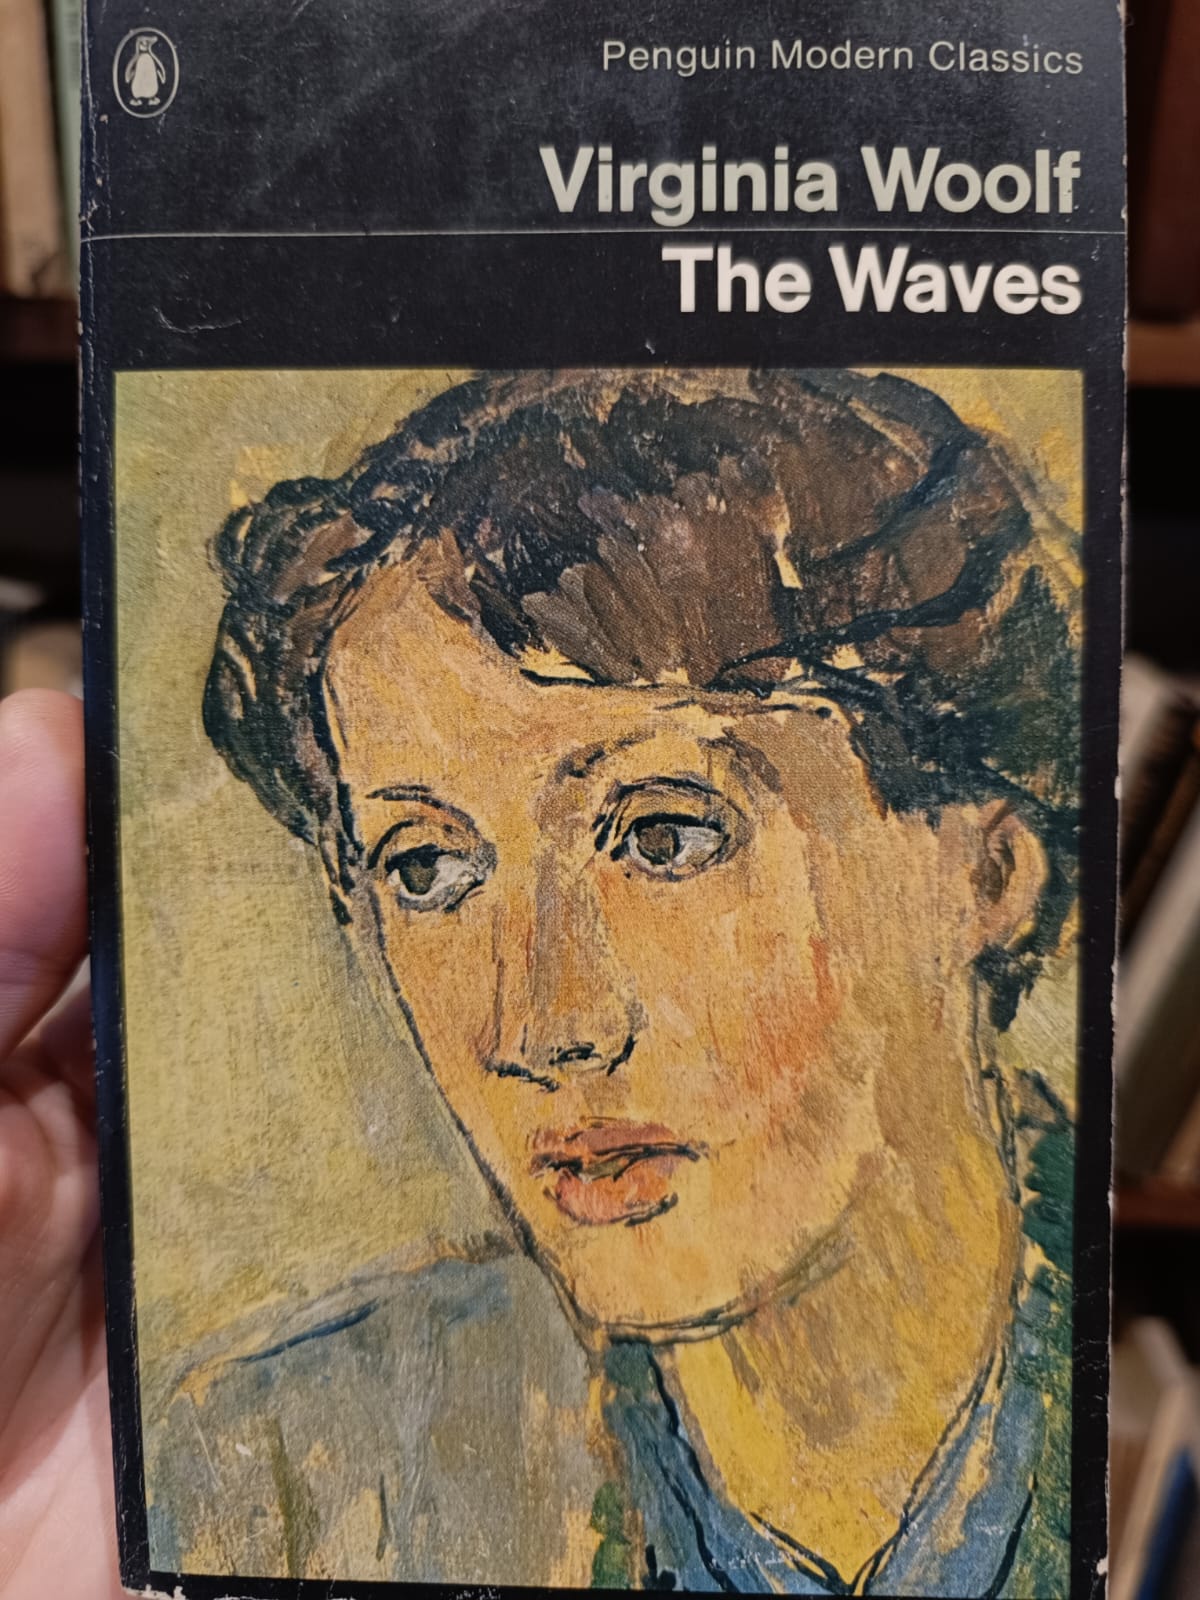 Penguin Modern Classics
Virginia Woolf
The Waves